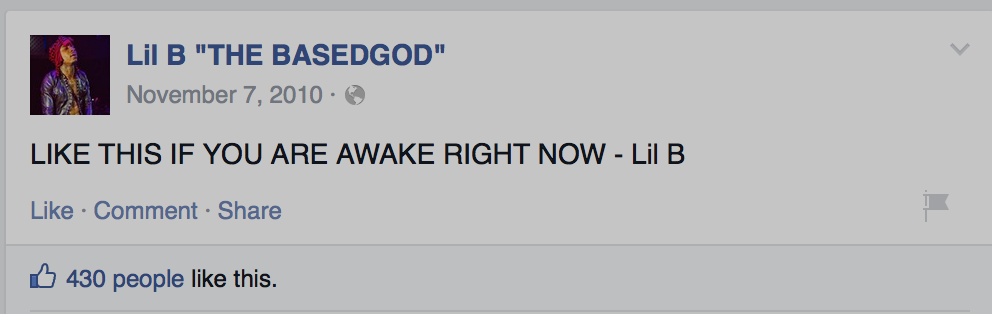 Lil B "THE BASEDGOD"
November 7, 2010 ·
LIKE THIS IF YOU ARE AWAKE RIGHT NOW - Lil B
Like · Comment · Share
430 people like this.